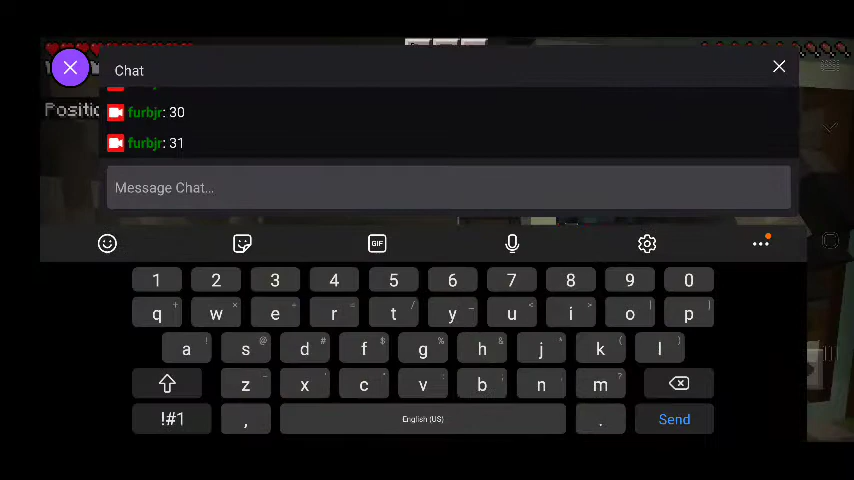 Chat
Positio
furbjr: 30
furbjr: 31
Message Chat...
GIF
1 2 3 4 5 6 7 8 9 0
q + w × e ÷ r = t / y _ u < i > o [ p ]
a ! s @ d # f $ g % h ^ j * k ( l )
z - x ' c " v : b ; n , m ?
!#1 , English (US) . Send